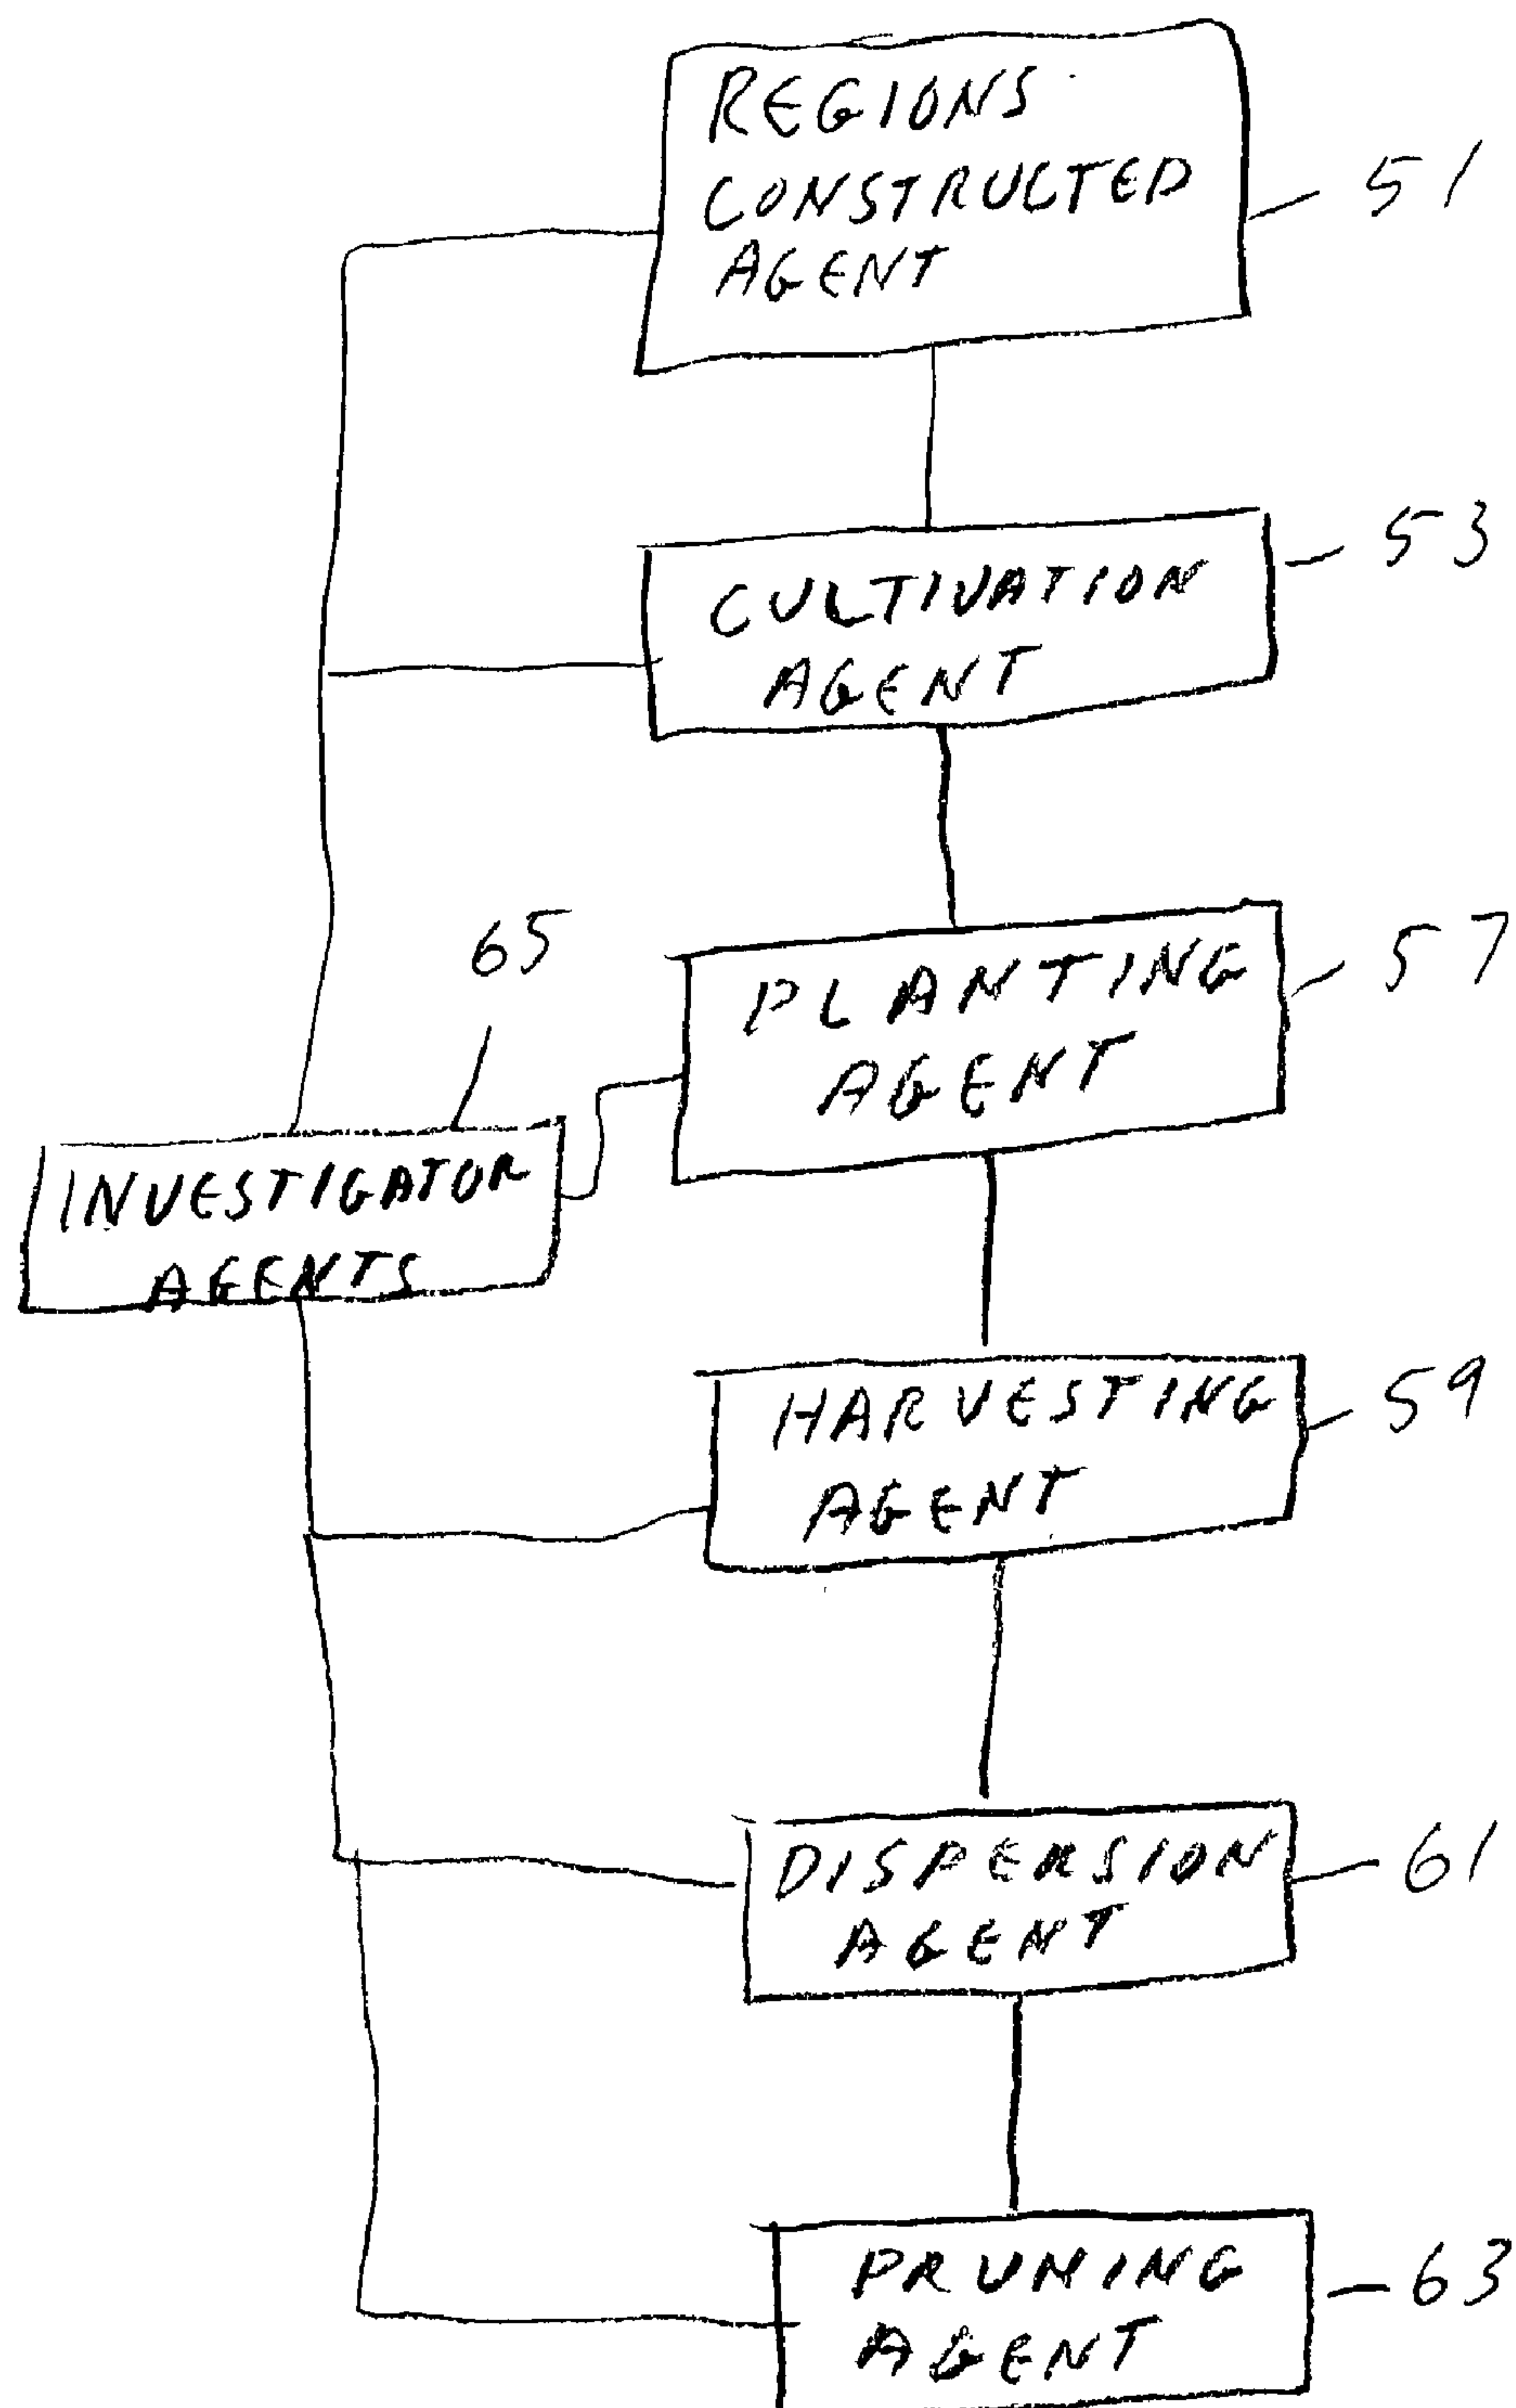 REGIONS
CONSTRUCTED
AGENT
51
CULTIVATION
AGENT
53
65
PLANTING
AGENT
57
INVESTIGATOR
AGENTS
HARVESTING
AGENT
59
DISPERSION
AGENT
61
PRUNING
AGENT
63